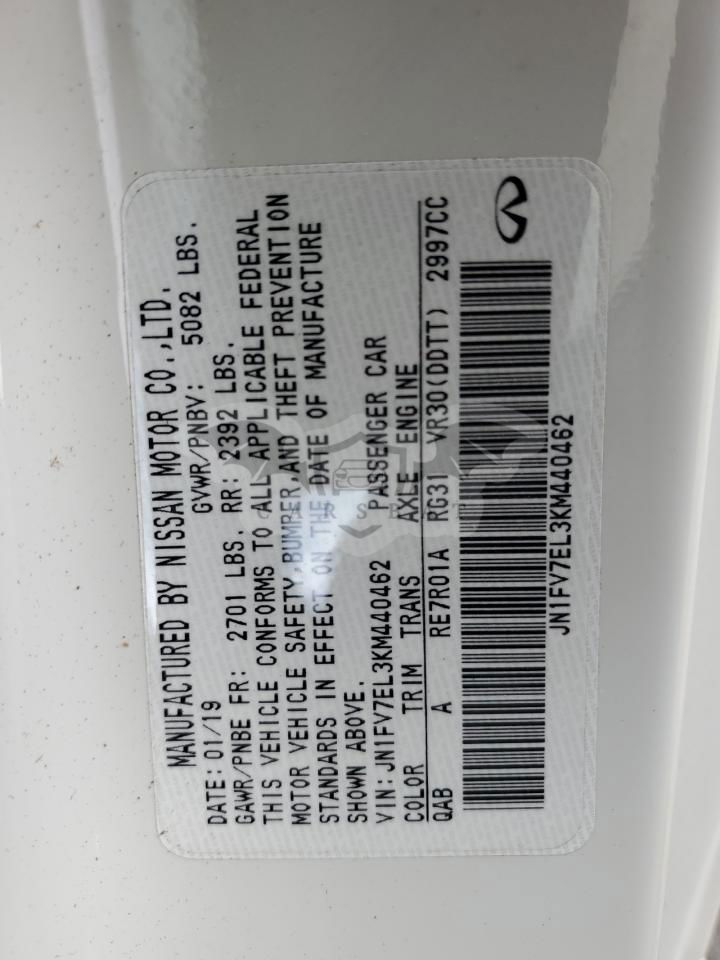 MANUFACTURED BY NISSAN MOTOR CO.,LTD.
DATE: 01/19 GVWR/PNBV: 5082 LBS.
GAWR/PNBE FR: 2701 LBS. RR: 2392 LBS.
THIS VEHICLE CONFORMS TO ALL APPLICABLE FEDERAL
MOTOR VEHICLE SAFETY,BUMPER,AND THEFT PREVENTION
STANDARDS IN EFFECT ON THE DATE OF MANUFACTURE
SHOWN ABOVE.
VIN: JN1FV7EL3KM440462 PASSENGER CAR
COLOR TRIM TRANS AXLE ENGINE
QAB A RE7R01A RG31 VR30(DDTT) 2997CC
JN1FV7EL3KM440462